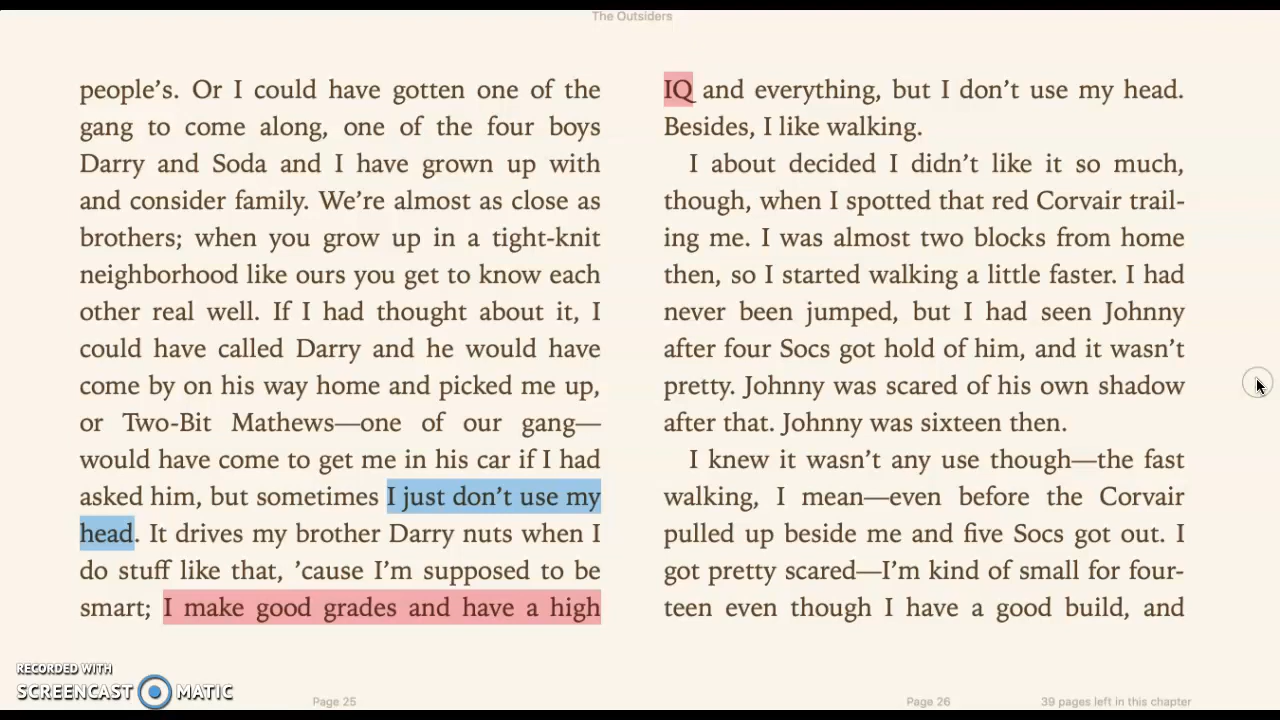 The Outsiders
people's. Or I could have gotten one of the
gang to come along, one of the four boys
Darry and Soda and I have grown up with
and consider family. We're almost as close as
brothers; when you grow up in a tight-knit
neighborhood like ours you get to know each
other real well. If I had thought about it, I
could have called Darry and he would have
come by on his way home and picked me up,
or Two-Bit Mathews—one of our gang—
would have come to get me in his car if I had
asked him, but sometimes I just don't use my
head. It drives my brother Darry nuts when I
do stuff like that, 'cause I'm supposed to be
smart; I make good grades and have a high
IQ and everything, but I don't use my head.
Besides, I like walking.
I about decided I didn't like it so much,
though, when I spotted that red Corvair trail-
ing me. I was almost two blocks from home
then, so I started walking a little faster. I had
never been jumped, but I had seen Johnny
after four Socs got hold of him, and it wasn't
pretty. Johnny was scared of his own shadow
after that. Johnny was sixteen then.
I knew it wasn't any use though—the fast
walking, I mean—even before the Corvair
pulled up beside me and five Socs got out. I
got pretty scared—I'm kind of small for four-
teen even though I have a good build, and
RECORDED WITH
SCREENCAST MATIC
Page 25
Page 26
39 pages left in this chapter